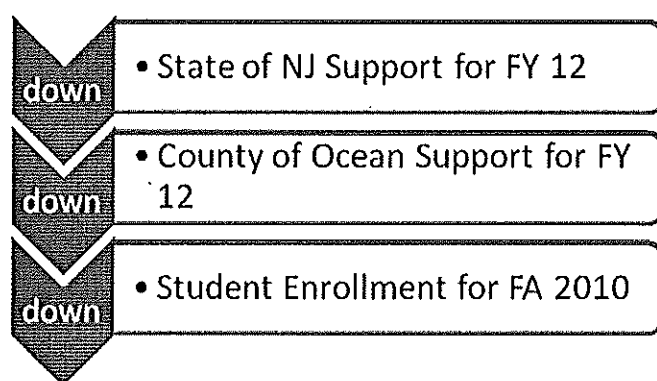 down
• State of NJ Support for FY 12
down
• County of Ocean Support for FY
12
down
• Student Enrollment for FA 2010